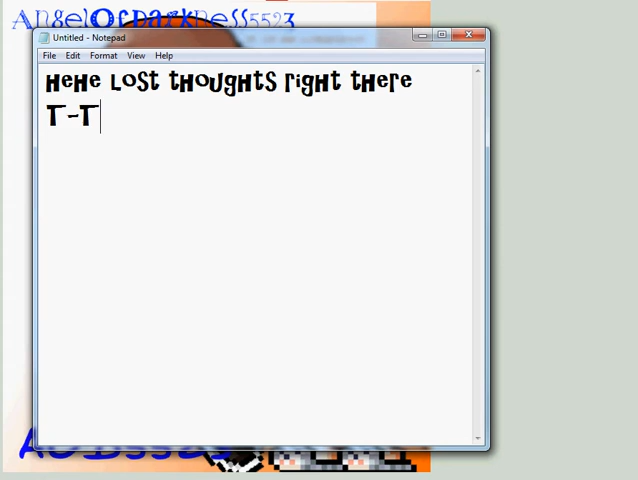 AngelOfDarkness5523
Untitled - Notepad
File Edit Format View Help
HeHe Lost tHoUgHtS RigHt tHeRe
T-T